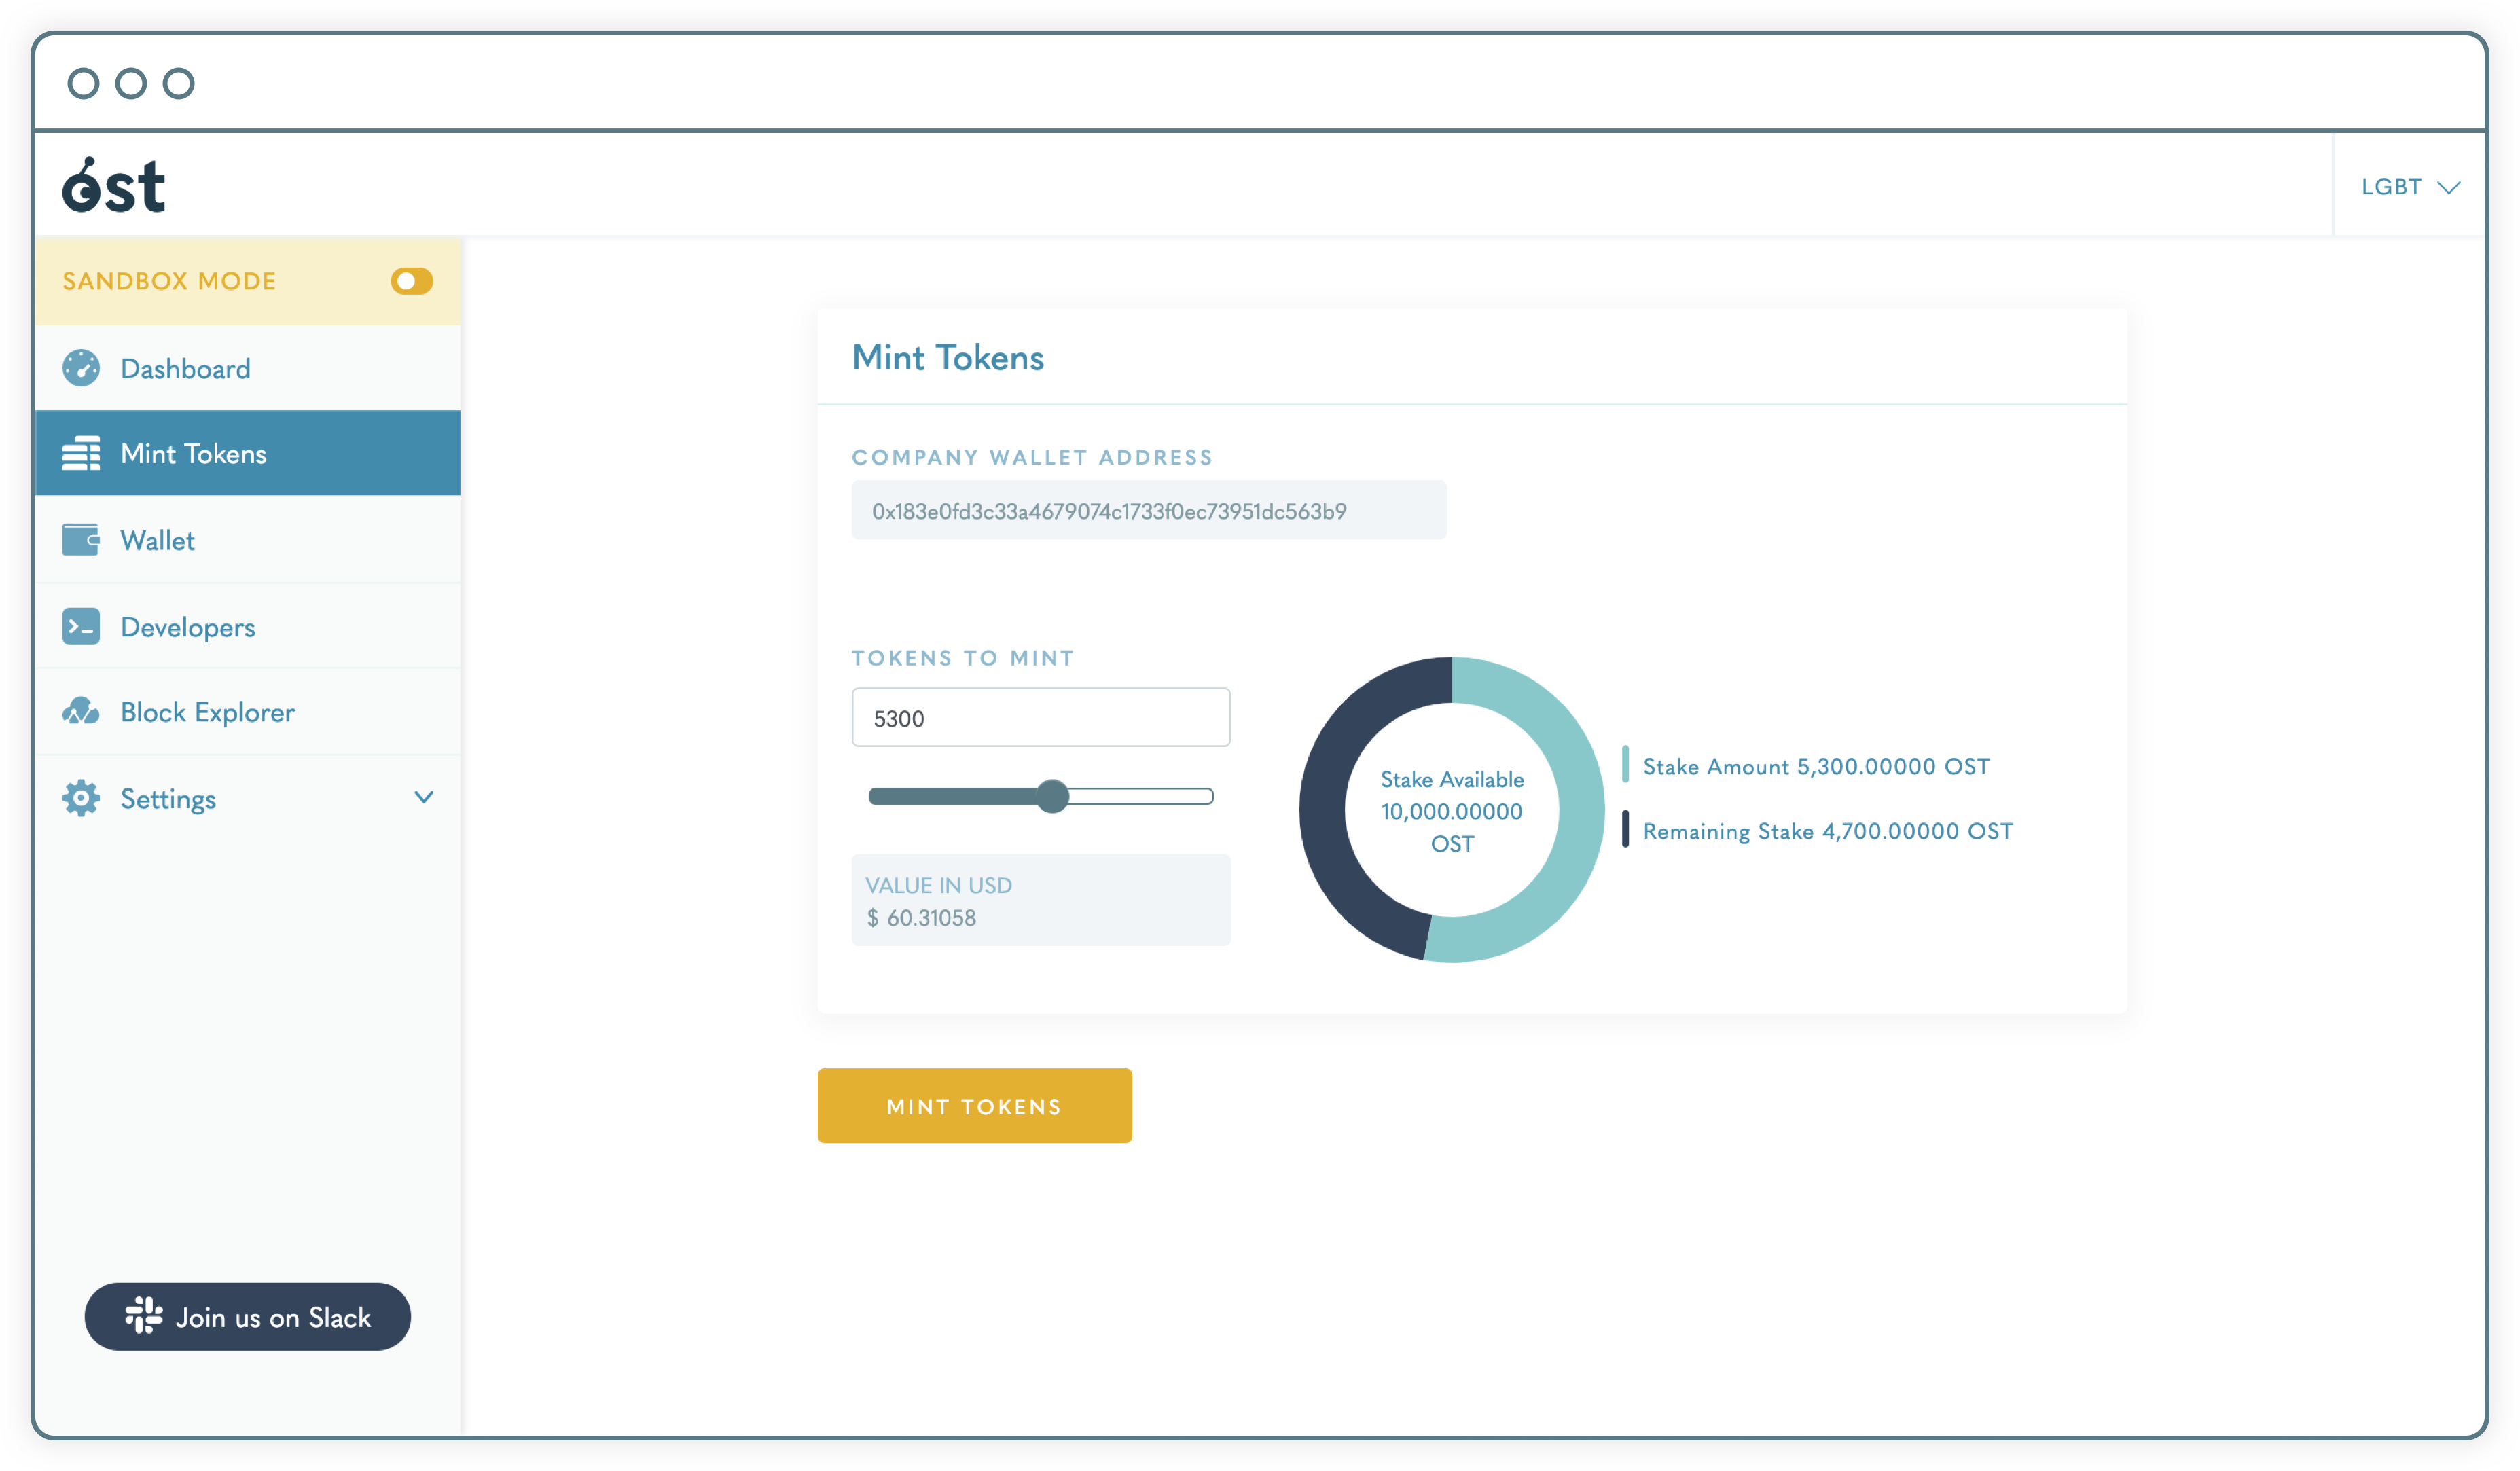 ost
LGBT
SANDBOX MODE
Dashboard
Mint Tokens
Wallet
Developers
Block Explorer
Settings
Join us on Slack
Mint Tokens
COMPANY WALLET ADDRESS
0x183e0fd3c33a4679074c1733f0ec73951dc563b9
TOKENS TO MINT
5300
VALUE IN USD
$ 60.31058
Stake Available
10,000.00000
OST
Stake Amount 5,300.00000 OST
Remaining Stake 4,700.00000 OST
MINT TOKENS